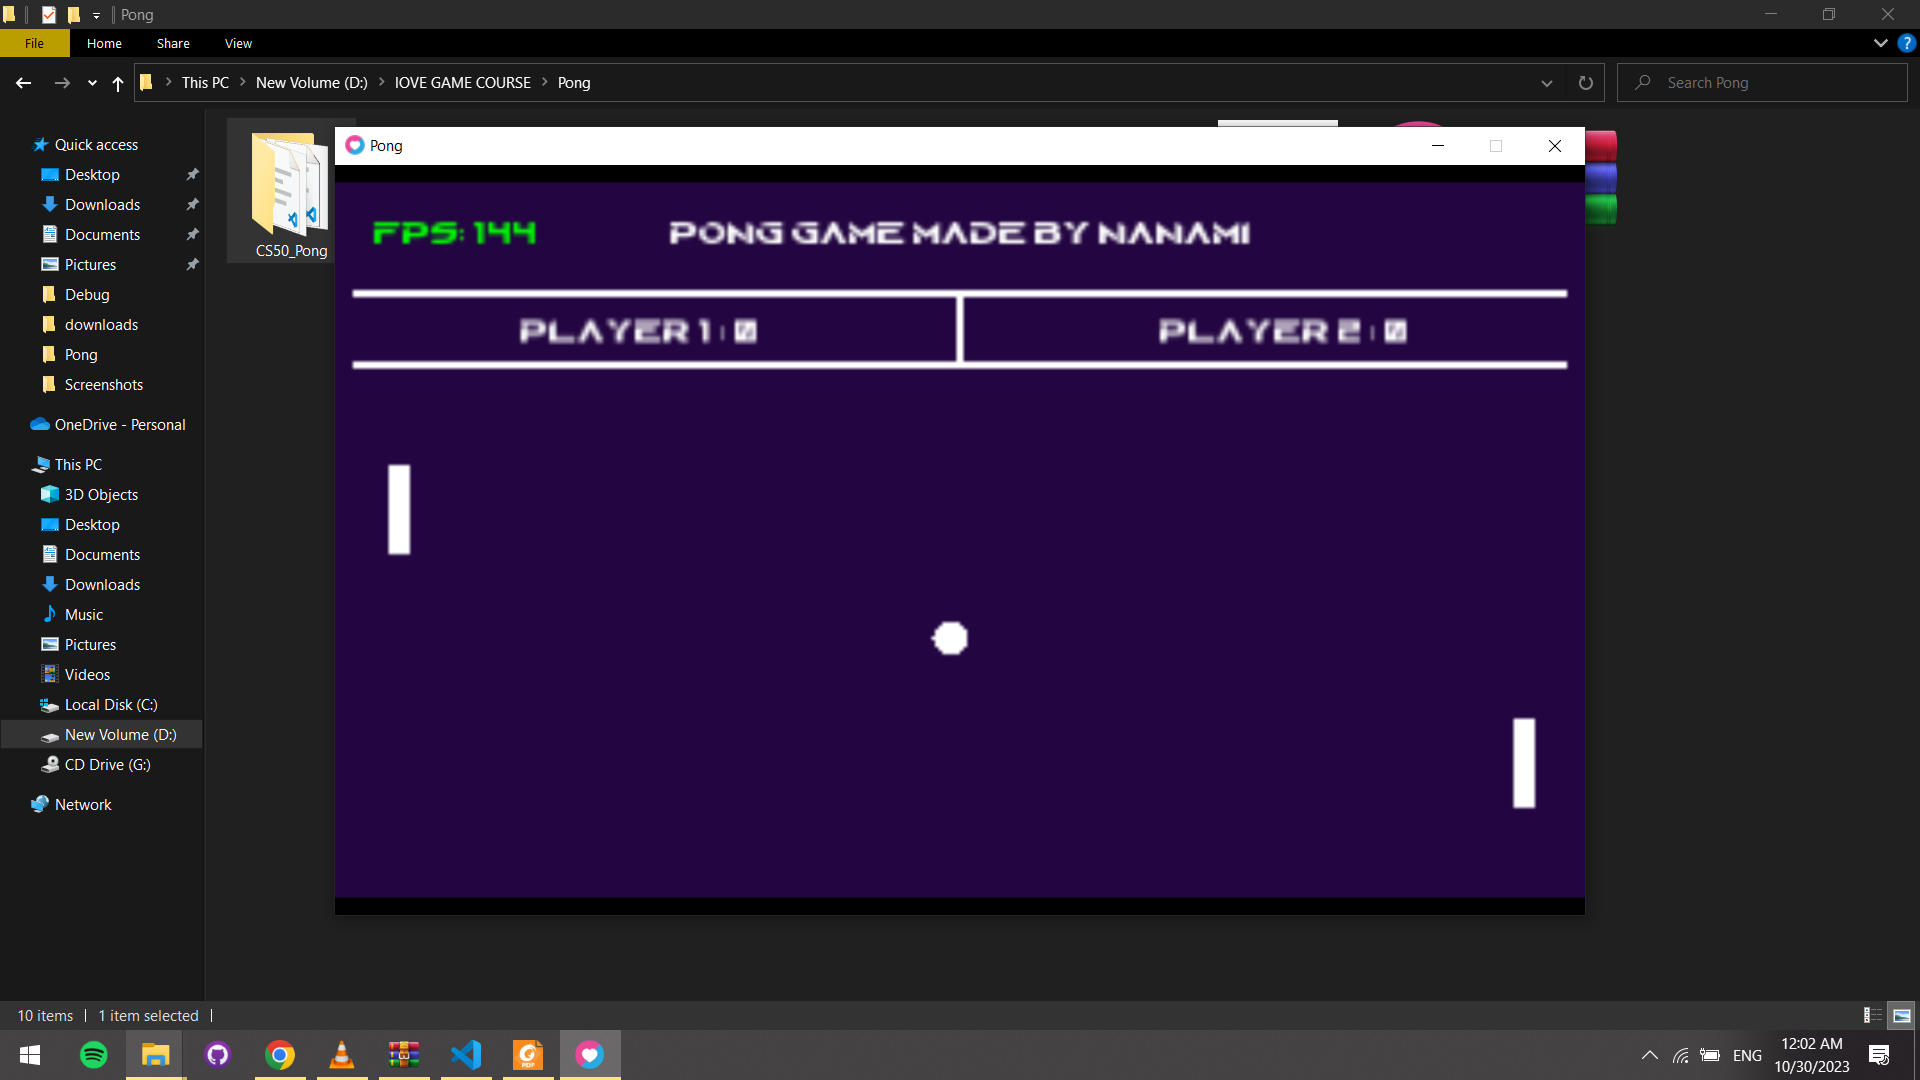 Pong
File Home Share View
This PC New Volume (D:) IOVE GAME COURSE Pong
Search Pong
Quick access
Desktop
Downloads
Documents
Pictures
Debug
downloads
Pong
Screenshots
OneDrive - Personal
This PC
3D Objects
Desktop
Documents
Downloads
Music
Pictures
Videos
Local Disk (C:)
New Volume (D:)
CD Drive (G:)
Network
CS50_Pong
Pong
FPS: 144
PONG GAME MADE BY NANAMI
PLAYER 1 : 0
PLAYER 2 : 0
10 items 1 item selected
PDF
ENG
12:02 AM
10/30/2023